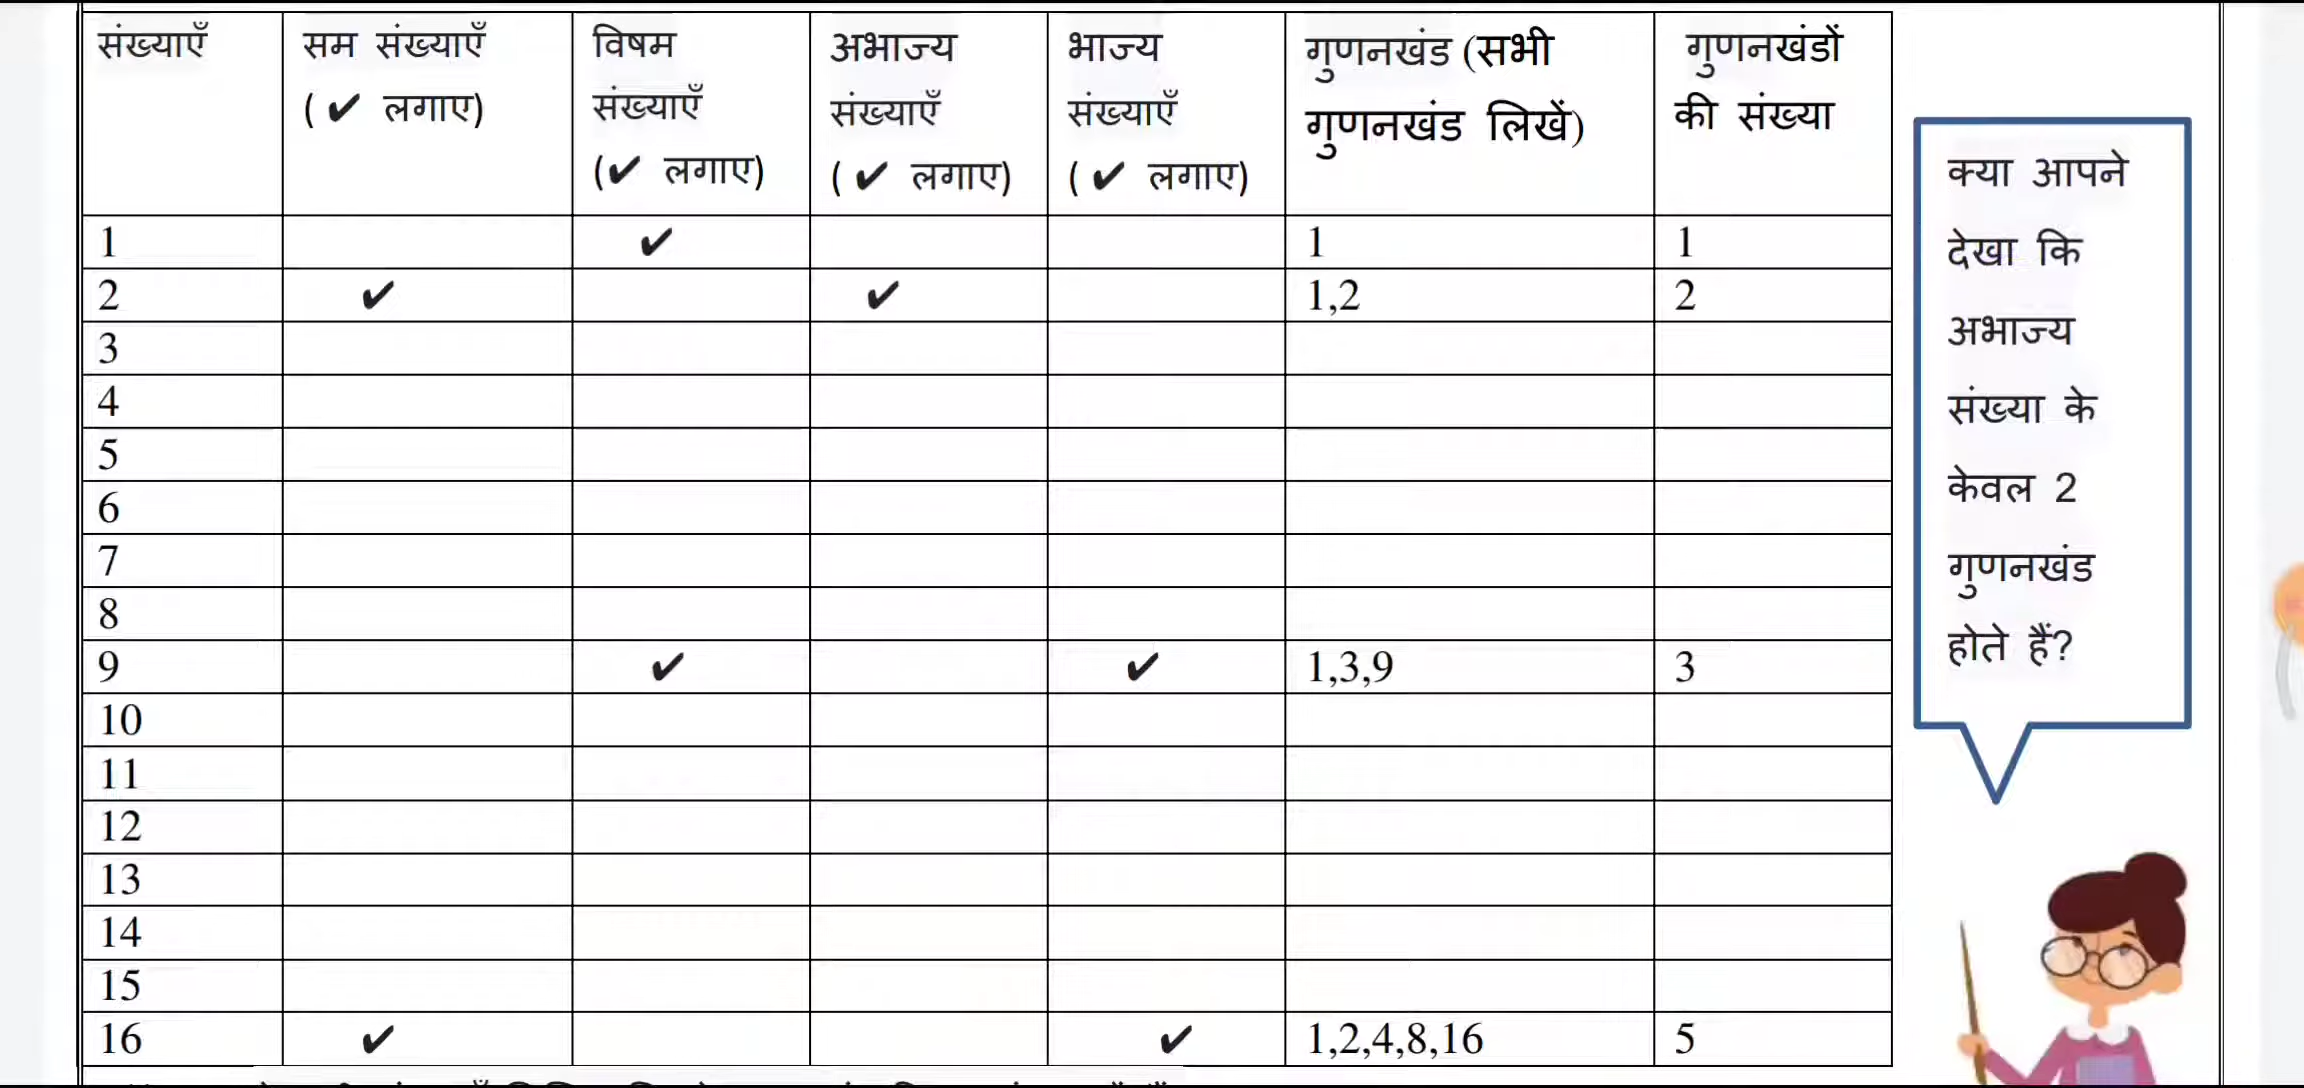 संख्याएँ
सम संख्याएँ
( ✔ लगाए)
विषम
संख्याएँ
(✔ लगाए)
अभाज्य
संख्याएँ
( ✔ लगाए)
भाज्य
संख्याएँ
( ✔ लगाए)
गुणनखंड (सभी
गुणनखंड लिखें)
गुणनखंडों
की संख्या
1 ✔ 1 1
2 ✔ ✔ 1,2 2
3
4
5
6
7
8
9 ✔ ✔ 1,3,9 3
10
11
12
13
14
15
16 ✔ ✔ 1,2,4,8,16 5
क्या आपने
देखा कि
अभाज्य
संख्या के
केवल 2
गुणनखंड
होते हैं?